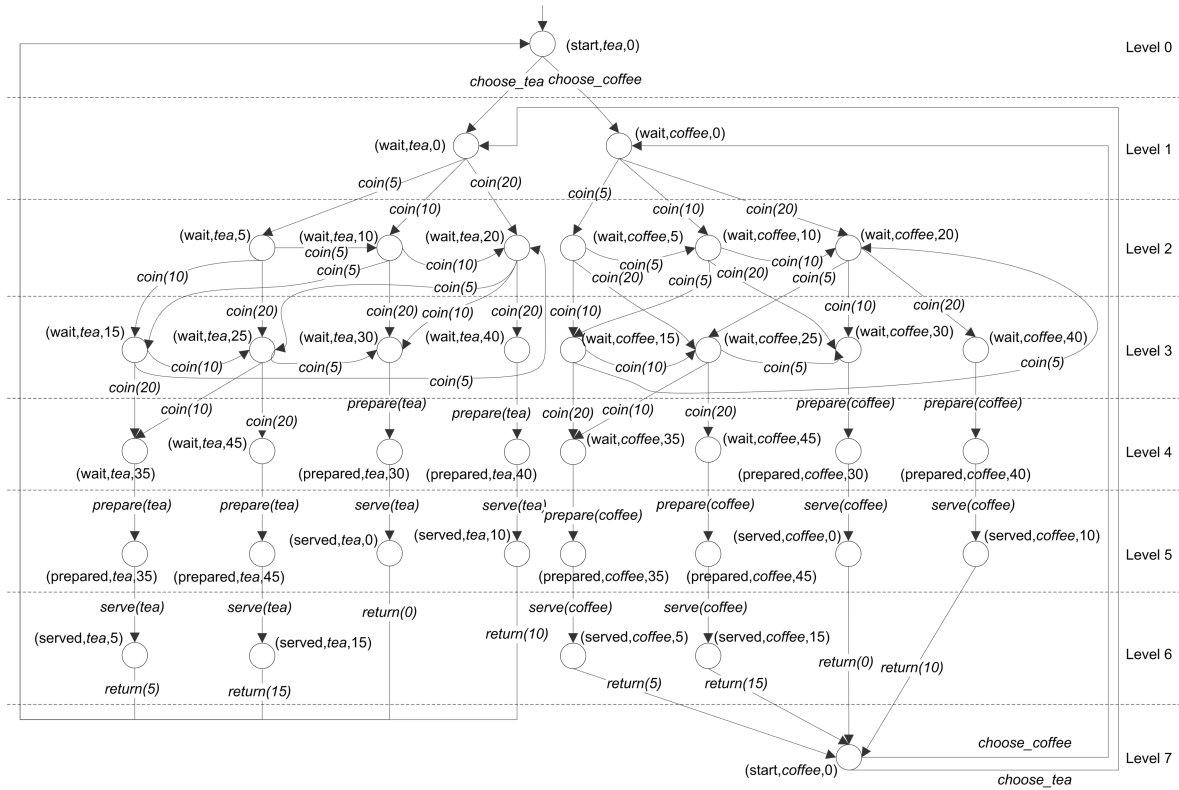 (start,tea,0)
Level 0
choose_tea
choose_coffee
(wait,tea,0)
(wait,coffee,0)
Level 1
coin(5)
coin(10)
coin(20)
coin(5)
coin(10)
coin(20)
(wait,tea,5)
(wait,tea,10)
(wait,tea,20)
(wait,coffee,5)
(wait,coffee,10)
(wait,coffee,20)
Level 2
coin(5)
coin(10)
coin(5)
coin(10)
coin(5)
coin(5)
coin(20)
coin(5)
coin(20)
coin(10)
coin(5)
coin(20)
coin(20)
coin(10)
coin(20)
coin(10)
coin(10)
coin(20)
(wait,tea,15)
(wait,tea,25)
(wait,tea,30)
(wait,tea,40)
(wait,coffee,15)
(wait,coffee,25)
(wait,coffee,30)
(wait,coffee,40)
Level 3
coin(10)
coin(5)
coin(5)
coin(10)
coin(5)
coin(5)
coin(20)
coin(10)
coin(20)
prepare(tea)
prepare(tea)
coin(20)
coin(10)
coin(20)
prepare(coffee)
prepare(coffee)
(wait,tea,35)
(wait,tea,45)
(prepared,tea,30)
(prepared,tea,40)
(wait,coffee,35)
(wait,coffee,45)
(prepared,coffee,30)
(prepared,coffee,40)
Level 4
prepare(tea)
prepare(tea)
serve(tea)
serve(tea)
prepare(coffee)
prepare(coffee)
serve(coffee)
serve(coffee)
(prepared,tea,35)
(prepared,tea,45)
(served,tea,0)
(served,tea,10)
(prepared,coffee,35)
(prepared,coffee,45)
(served,coffee,0)
(served,coffee,10)
Level 5
serve(tea)
serve(tea)
return(0)
return(10)
serve(coffee)
serve(coffee)
return(0)
return(10)
(served,tea,5)
(served,tea,15)
(served,coffee,5)
(served,coffee,15)
Level 6
return(5)
return(15)
return(5)
return(15)
(start,coffee,0)
choose_coffee
choose_tea
Level 7